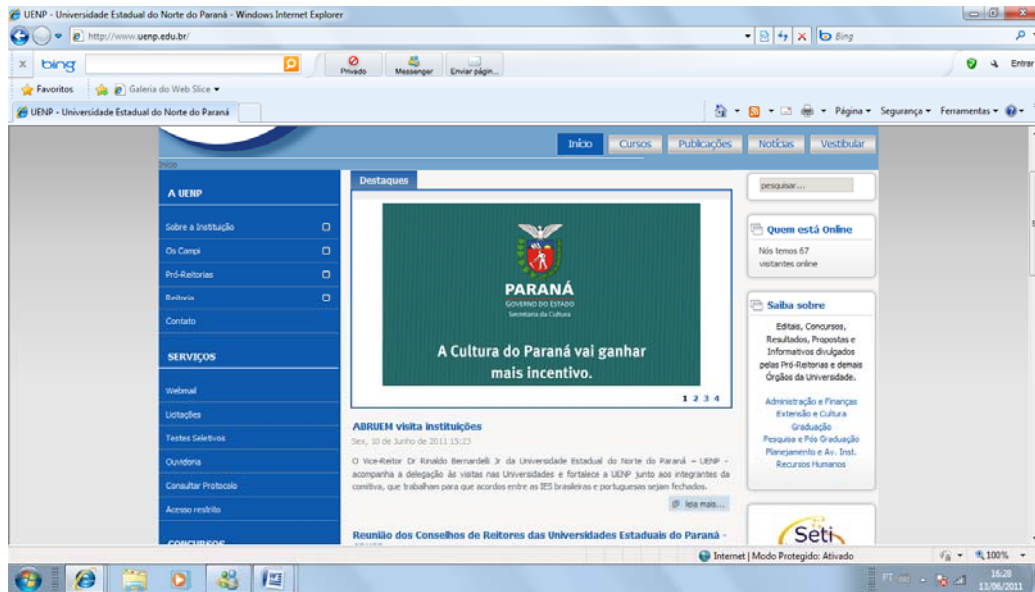 UENP - Universidade Estadual do Norte do Paraná - Windows Internet Explorer
http://www.uenp.edu.br/
Bing
bing
Privado Messenger Enviar págin...
Entrar
Favoritos Galeria do Web Slice
UENP - Universidade Estadual do Norte do Paraná
Página Segurança Ferramentas
Início Cursos Publicações Notícias Vestibular
Início
A UENP
Sobre a Instituição
Os Campi
Pró-Reitorias
Reitoria
Contato
SERVIÇOS
Webmail
Licitações
Testes Seletivos
Ouvidoria
Consultar Protocolo
Acesso restrito
CONCURSOS
Destaques
PARANÁ
GOVERNO DO ESTADO
Secretaria da Cultura
A Cultura do Paraná vai ganhar
mais incentivo.
1 2 3 4
ABRUEM visita instituições
Sex, 10 de Junho de 2011 15:23
O Vice-Reitor Dr Rinaldo Bernardelli Jr da Universidade Estadual do Norte do Paraná – UENP -
acompanha a delegação às visitas nas Universidades e fortalece a UENP junto aos integrantes da
comitiva, que trabalham para que acordos entre as IES brasileiras e portuguesas sejam fechados.
leia mais...
Reunião dos Conselhos de Reitores das Universidades Estaduais do Paraná -
pesquisar...
Quem está Online
Nós temos 67
visitantes online
Saiba sobre
Editais, Concursos,
Resultados, Propostas e
Informativos divulgados
pelas Pró-Reitorias e demais
Órgãos da Universidade.
Administração e Finanças
Extensão e Cultura
Graduação
Pesquisa e Pós Graduação
Planejamento e Av. Inst.
Recursos Humanos
Seti
Internet | Modo Protegido: Ativado
100%
PT
16:28
13/06/2011